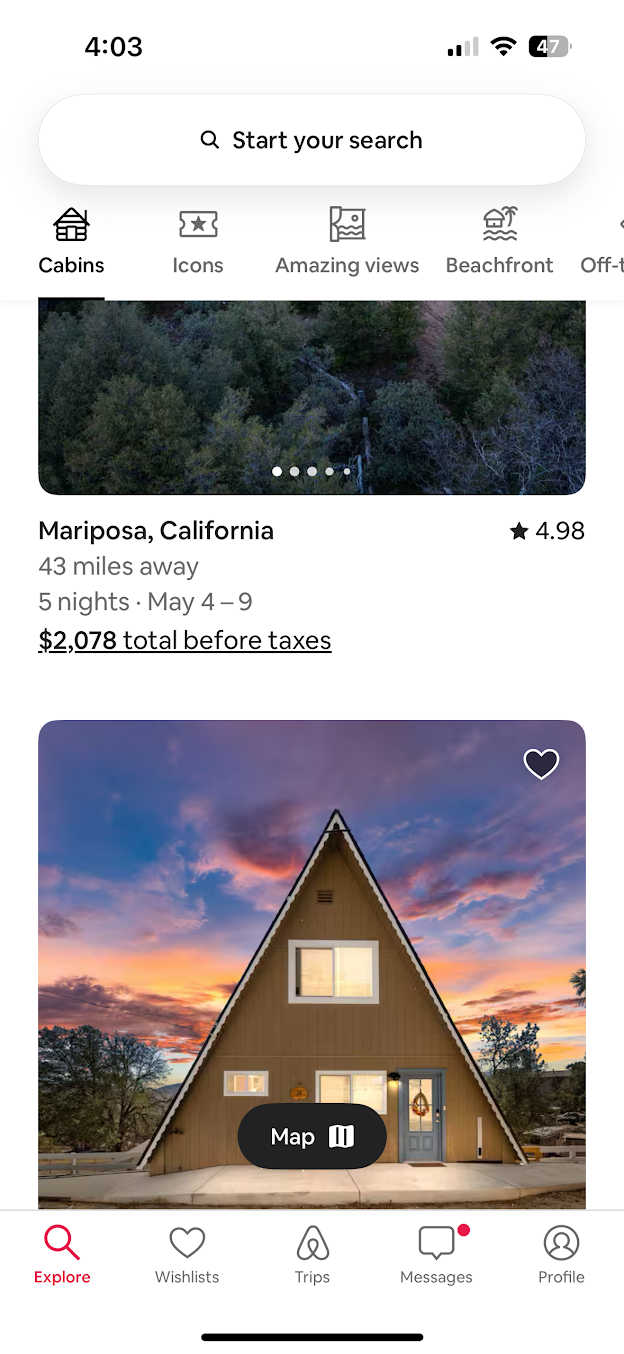 4:03
47
Start your search
Cabins
Icons
Amazing views
Beachfront
Off-t
Mariposa, California
4.98
43 miles away
5 nights · May 4 – 9
$2,078 total before taxes
Map
Explore
Wishlists
Trips
Messages
Profile